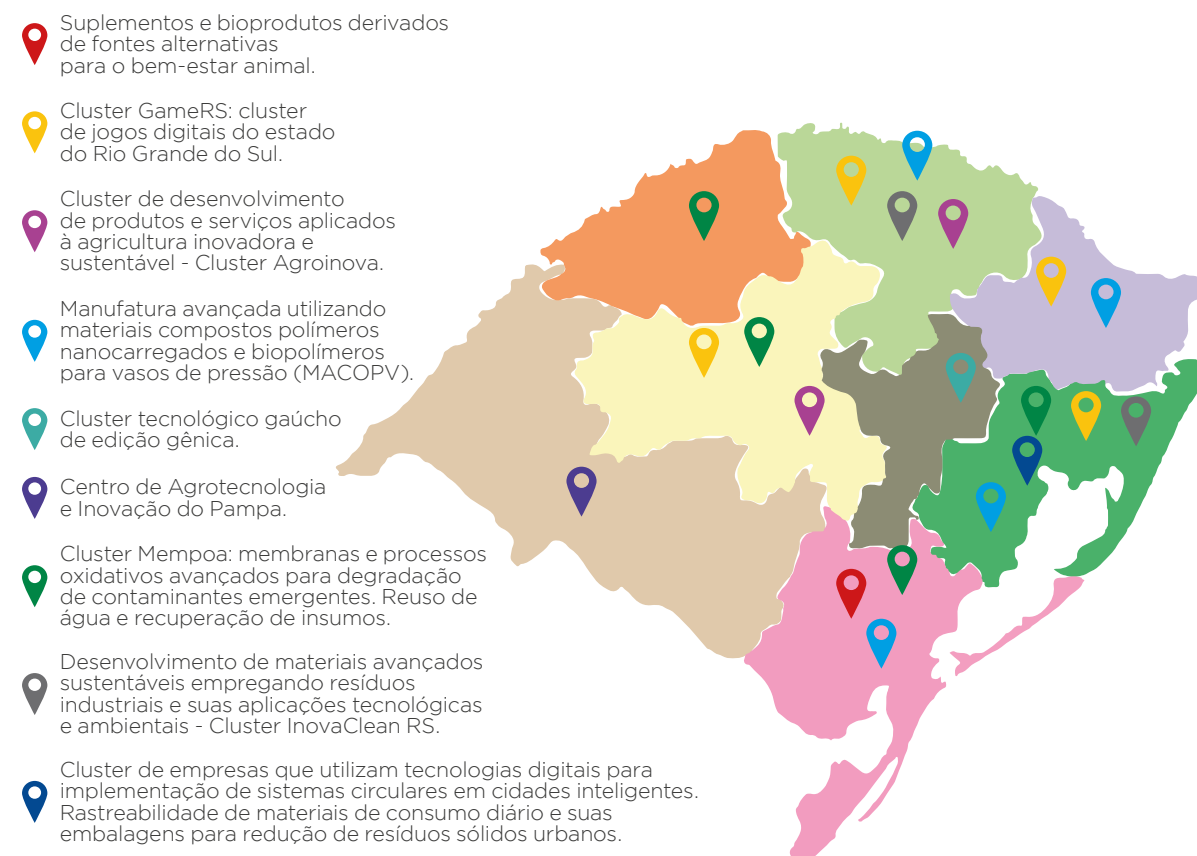 Suplementos e bioprodutos derivados
de fontes alternativas
para o bem-estar animal.
Cluster GameRS: cluster
de jogos digitais do estado
do Rio Grande do Sul.
Cluster de desenvolvimento
de produtos e serviços aplicados
à agricultura inovadora e
sustentável - Cluster Agroinova.
Manufatura avançada utilizando
materiais compostos polímeros
nanocarregados e biopolímeros
para vasos de pressão (MACOPV).
Cluster tecnológico gaúcho
de edição gênica.
Centro de Agrotecnologia
e Inovação do Pampa.
Cluster Mempoa: membranas e processos
oxidativos avançados para degradação
de contaminantes emergentes. Reuso de
água e recuperação de insumos.
Desenvolvimento de materiais avançados
sustentáveis empregando resíduos
industriais e suas aplicações tecnológicas
e ambientais - Cluster InovaClean RS.
Cluster de empresas que utilizam tecnologias digitais para
implementação de sistemas circulares em cidades inteligentes.
Rastreabilidade de materiais de consumo diário e suas
embalagens para redução de resíduos sólidos urbanos.